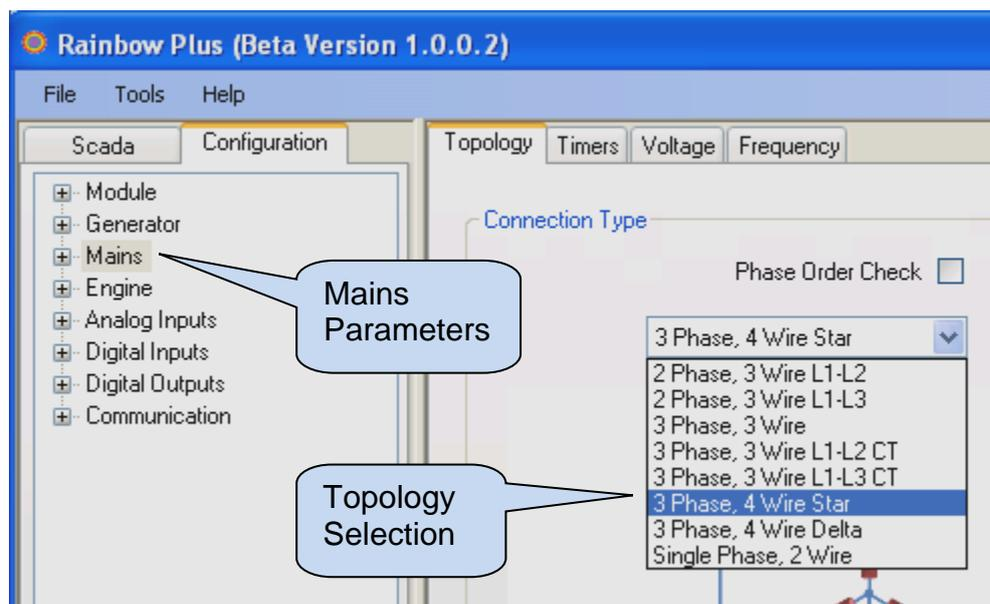 Rainbow Plus (Beta Version 1.0.0.2)
File Tools Help
Scada Configuration
Topology Timers Voltage Frequency
Module
Generator
Mains
Engine
Analog Inputs
Digital Inputs
Digital Outputs
Communication
Mains
Parameters
Connection Type
Phase Order Check
3 Phase, 4 Wire Star
2 Phase, 3 Wire L1-L2
2 Phase, 3 Wire L1-L3
3 Phase, 3 Wire
3 Phase, 3 Wire L1-L2 CT
3 Phase, 3 Wire L1-L3 CT
3 Phase, 4 Wire Star
3 Phase, 4 Wire Delta
Single Phase, 2 Wire
Topology
Selection